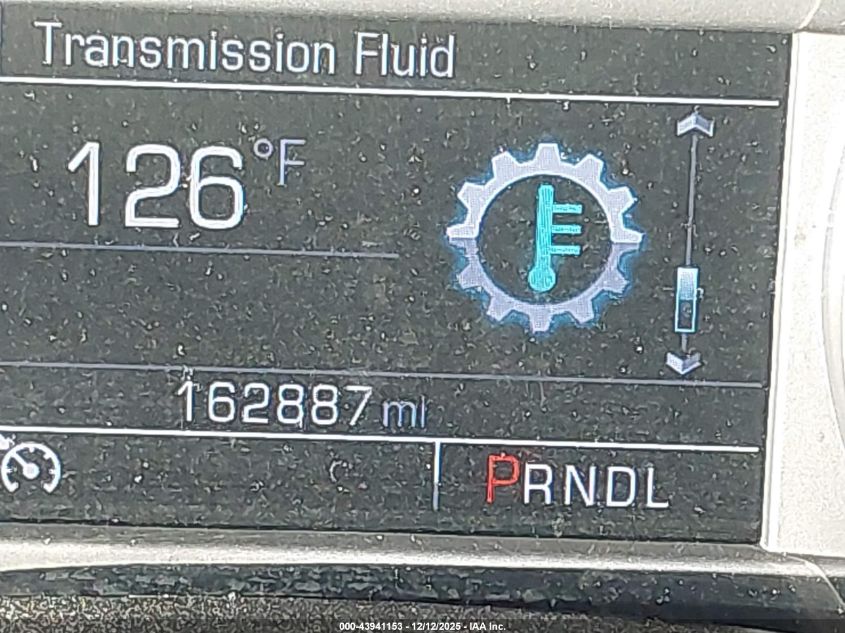 Transmission Fluid
126 °F
162887 mi
PRNDL
000-43941153 - 12/12/2025 - IAA Inc.